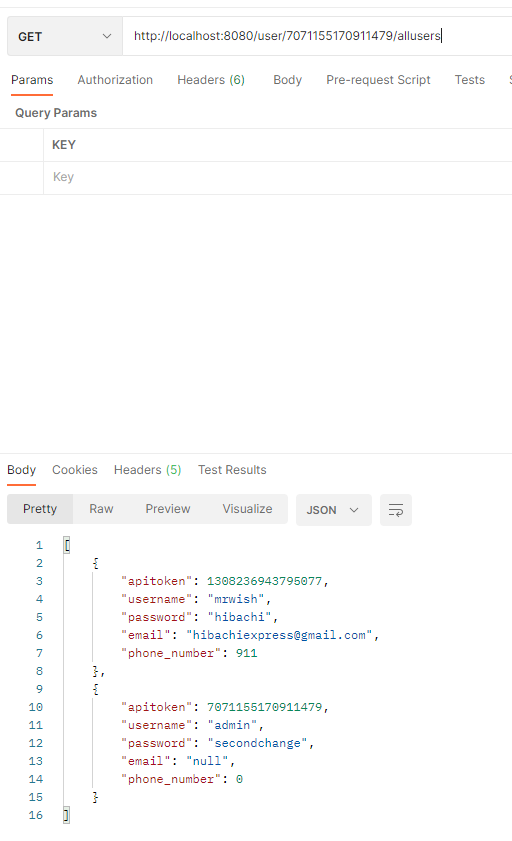 GET http://localhost:8080/user/7071155170911479/allusers
Params Authorization Headers (6) Body Pre-request Script Tests
Query Params
KEY
Key
Body Cookies Headers (5) Test Results
Pretty Raw Preview Visualize JSON
1 [
2 {
3 "apitoken": 1308236943795077,
4 "username": "mrwish",
5 "password": "hibachi",
6 "email": "hibachiexpress@gmail.com",
7 "phone_number": 911
8 },
9 {
10 "apitoken": 7071155170911479,
11 "username": "admin",
12 "password": "secondchange",
13 "email": "null",
14 "phone_number": 0
15 }
16 ]